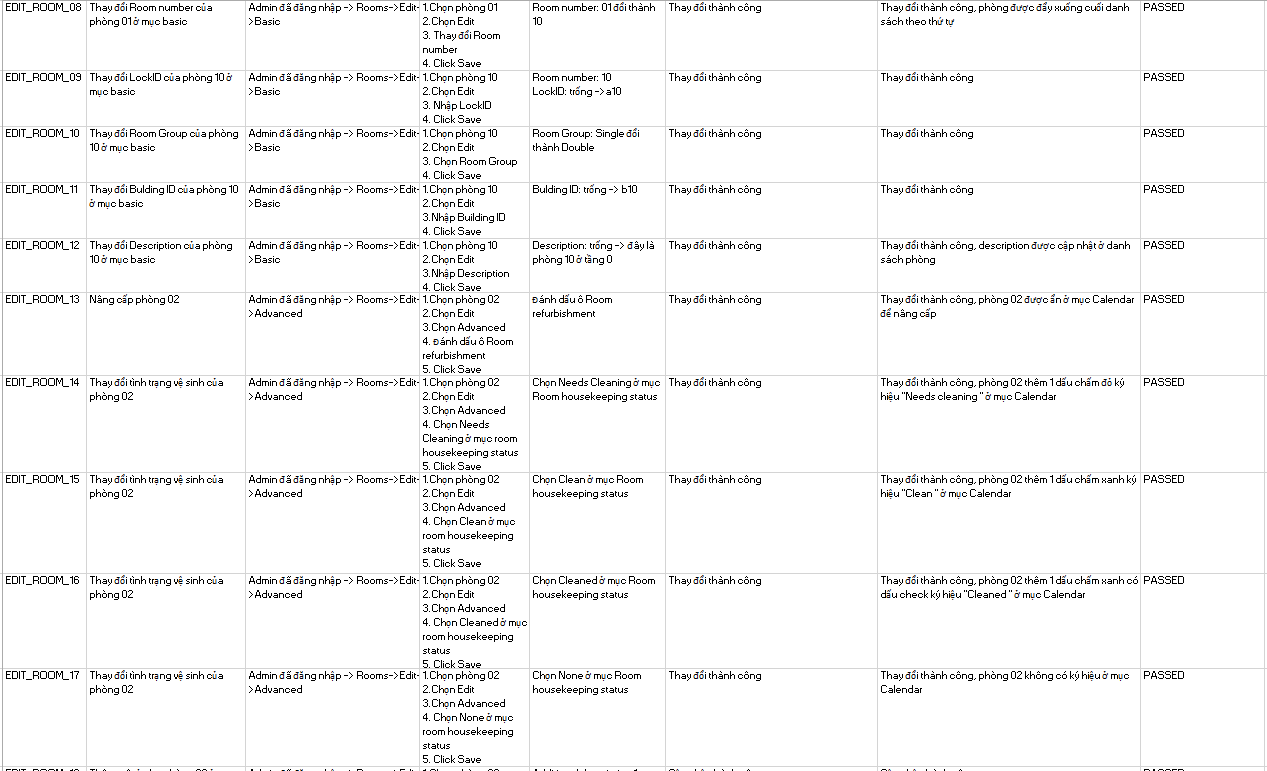 EDIT_ROOM_08
Thay đổi Room number của
phòng 01 ở mục basic
Admin đã đăng nhập -> Rooms->Edit-
>Basic
1.Chọn phòng 01
2.Chọn Edit
3. Thay đổi Room
number
4. Click Save
Room number: 01 đổi thành
10
Thay đổi thành công
Thay đổi thành công, phòng được đẩy xuống cuối danh
sách theo thứ tự
PASSED
EDIT_ROOM_09
Thay đổi LockID của phòng 10 ở
mục basic
Admin đã đăng nhập -> Rooms->Edit-
>Basic
1.Chọn phòng 10
2.Chọn Edit
3. Nhập LockID
4. Click Save
Room number: 10
LockID: trống ->a10
Thay đổi thành công
Thay đổi thành công
PASSED
EDIT_ROOM_10
Thay đổi Room Group của phòng
10 ở mục basic
Admin đã đăng nhập -> Rooms->Edit-
>Basic
1.Chọn phòng 10
2.Chọn Edit
3. Chọn Room Group
4. Click Save
Room Group: Single đổi
thành Double
Thay đổi thành công
Thay đổi thành công
PASSED
EDIT_ROOM_11
Thay đổi Bulding ID của phòng 10
ở mục basic
Admin đã đăng nhập -> Rooms->Edit-
>Basic
1.Chọn phòng 10
2.Chọn Edit
3.Nhập Building ID
4. Click Save
Bulding ID: trống -> b10
Thay đổi thành công
Thay đổi thành công
PASSED
EDIT_ROOM_12
Thay đổi Description của phòng
10 ở mục basic
Admin đã đăng nhập -> Rooms->Edit-
>Basic
1.Chọn phòng 10
2.Chọn Edit
3.Nhập Description
4. Click Save
Description: trống -> đây là
phòng 10 ở tầng 0
Thay đổi thành công
Thay đổi thành công, description được cập nhật ở danh
sách phòng
PASSED
EDIT_ROOM_13
Nâng cấp phòng 02
Admin đã đăng nhập -> Rooms->Edit-
>Advanced
1.Chọn phòng 02
2.Chọn Edit
3.Chọn Advanced
4. Đánh dấu ô Room
refurbishment
5. Click Save
Đánh dấu ô Room
refurbishment
Thay đổi thành công
Thay đổi thành công, phòng 02 được ẩn ở mục Calendar
để nâng cấp
PASSED
EDIT_ROOM_14
Thay đổi tình trạng vệ sinh của
phòng 02
Admin đã đăng nhập -> Rooms->Edit-
>Advanced
1.Chọn phòng 02
2.Chọn Edit
3.Chọn Advanced
4. Chọn Needs
Cleaning ở mục room
housekeeping status
5. Click Save
Chọn Needs Cleaning ở mục
Room housekeeping status
Thay đổi thành công
Thay đổi thành công, phòng 02 thêm 1 dấu chấm đỏ ký
hiệu "Needs cleaning " ở mục Calendar
PASSED
EDIT_ROOM_15
Thay đổi tình trạng vệ sinh của
phòng 02
Admin đã đăng nhập -> Rooms->Edit-
>Advanced
1.Chọn phòng 02
2.Chọn Edit
3.Chọn Advanced
4. Chọn Clean ở mục
room housekeeping
status
5. Click Save
Chọn Clean ở mục Room
housekeeping status
Thay đổi thành công
Thay đổi thành công, phòng 02 thêm 1 dấu chấm xanh ký
hiệu "Clean " ở mục Calendar
PASSED
EDIT_ROOM_16
Thay đổi tình trạng vệ sinh của
phòng 02
Admin đã đăng nhập -> Rooms->Edit-
>Advanced
1.Chọn phòng 02
2.Chọn Edit
3.Chọn Advanced
4. Chọn Cleaned ở mục
room housekeeping
status
5. Click Save
Chọn Cleaned ở mục Room
housekeeping status
Thay đổi thành công
Thay đổi thành công, phòng 02 thêm 1 dấu chấm xanh có
dấu check ký hiệu "Cleaned " ở mục Calendar
PASSED
EDIT_ROOM_17
Thay đổi tình trạng vệ sinh của
phòng 02
Admin đã đăng nhập -> Rooms->Edit-
>Advanced
1.Chọn phòng 02
2.Chọn Edit
3.Chọn Advanced
4. Chọn None ở mục
room housekeeping
status
5. Click Save
Chọn None ở mục Room
housekeeping status
Thay đổi thành công
Thay đổi thành công, phòng 02 không có ký hiệu ở mục
Calendar
PASSED